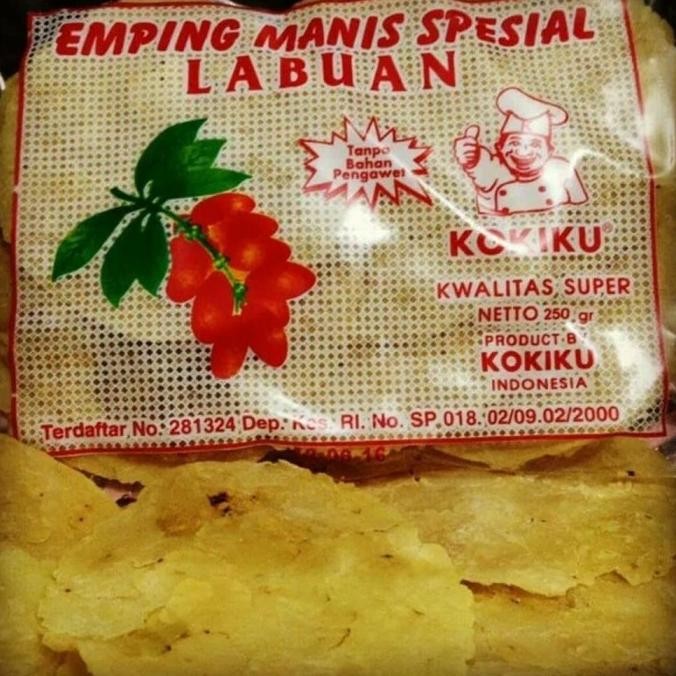 EMPING MANIS SPESIAL
LABUAN
Tanpa
Bahan
Pengawet
KOKIKU®
KWALITAS SUPER
NETTO 250 gr
PRODUCT B
KOKIKU
INDONESIA
Terdaftar No. 281324 Dep. Kes. RI. No. SP 018. 02/09.02/2000